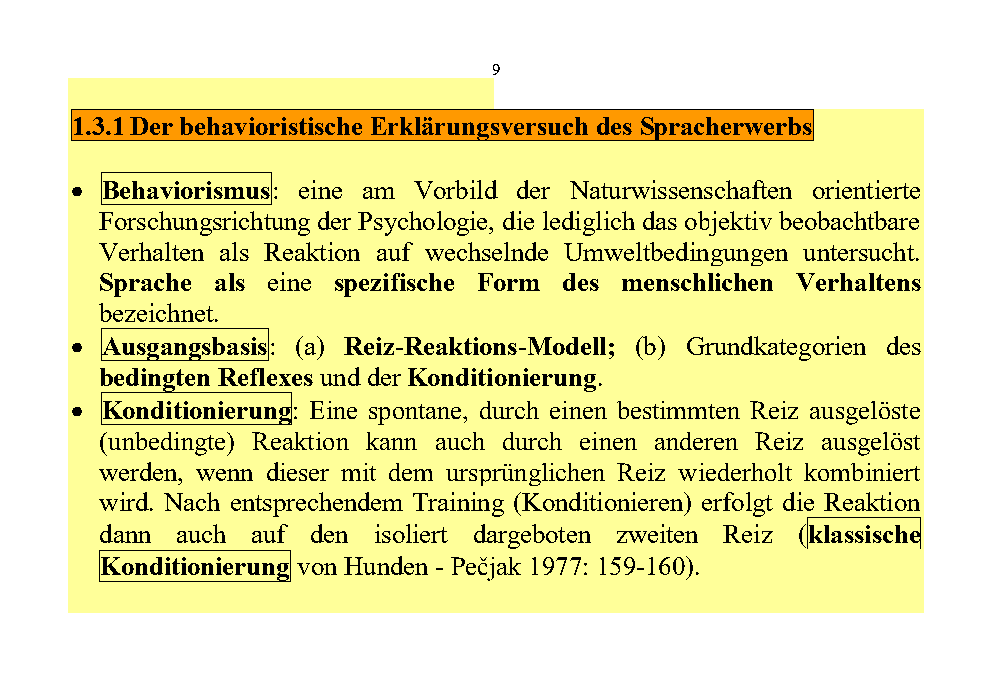 9
1.3.1 Der behavioristische Erklärungsversuch des Spracherwerbs
• Behaviorismus: eine am Vorbild der Naturwissenschaften orientierte
Forschungsrichtung der Psychologie, die lediglich das objektiv beobachtbare
Verhalten als Reaktion auf wechselnde Umweltbedingungen untersucht.
Sprache als eine spezifische Form des menschlichen Verhaltens
bezeichnet.
• Ausgangsbasis: (a) Reiz-Reaktions-Modell; (b) Grundkategorien des
bedingten Reflexes und der Konditionierung.
• Konditionierung: Eine spontane, durch einen bestimmten Reiz ausgelöste
(unbedingte) Reaktion kann auch durch einen anderen Reiz ausgelöst
werden, wenn dieser mit dem ursprünglichen Reiz wiederholt kombiniert
wird. Nach entsprechendem Training (Konditionieren) erfolgt die Reaktion
dann auch auf den isoliert dargeboten zweiten Reiz (klassische
Konditionierung von Hunden - Pečjak 1977: 159-160).